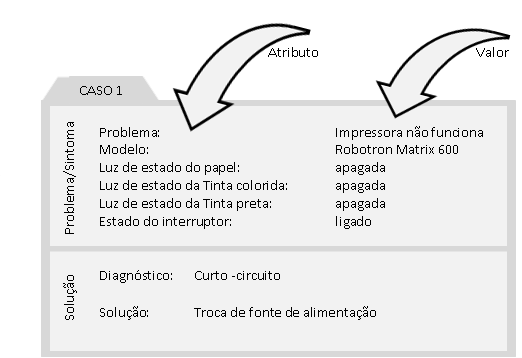 Atributo
Valor
CASO 1
Problema/Sintoma
Problema: Impressora não funciona
Modelo: Robotron Matrix 600
Luz de estado do papel: apagada
Luz de estado da Tinta colorida: apagada
Luz de estado da Tinta preta: apagada
Estado do interruptor: ligado
Solução
Diagnóstico: Curto -circuito
Solução: Troca de fonte de alimentação